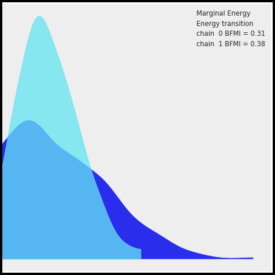 Marginal Energy
Energy transition
chain  0 BFMI = 0.31
chain  1 BFMI = 0.38